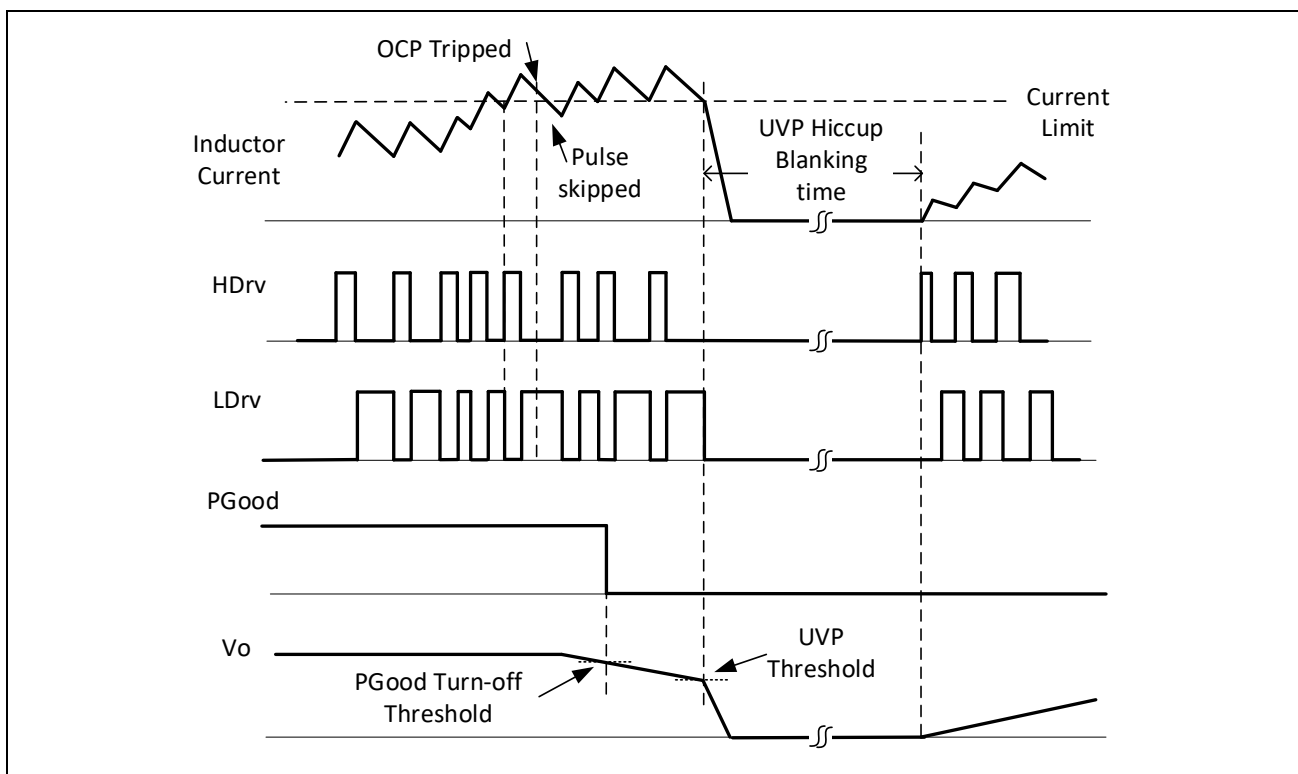 OCP Tripped
Current
Limit
UVP Hiccup
Blanking
time
Inductor
Current
Pulse
skipped
HDrv
LDrv
PGood
Vo
UVP
Threshold
PGood Turn-off
Threshold